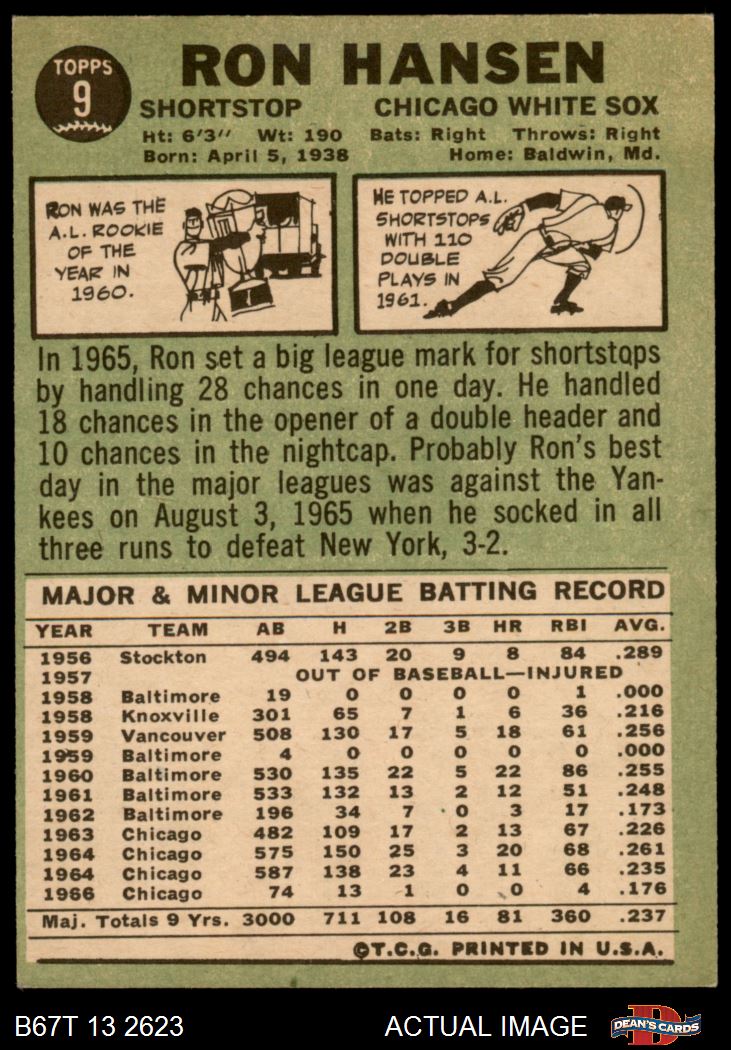 TOPPS
9
RON HANSEN
SHORTSTOP CHICAGO WHITE SOX
Ht: 6'3" Wt: 190 Bats: Right Throws: Right
Born: April 5, 1938 Home: Baldwin, Md.
RON WAS THE
A.L. ROOKIE
OF THE
YEAR IN
1960.
HE TOPPED A.L.
SHORTSTOPS
WITH 110
DOUBLE
PLAYS IN
1961.
In 1965, Ron set a big league mark for shortstops
by handling 28 chances in one day. He handled
18 chances in the opener of a double header and
10 chances in the nightcap. Probably Ron's best
day in the major leagues was against the Yan-
kees on August 3, 1965 when he socked in all
three runs to defeat New York, 3-2.
MAJOR & MINOR LEAGUE BATTING RECORD
YEAR TEAM AB H 2B 3B HR RBI AVG.
1956 Stockton 494 143 20 9 8 84 .289
1957 OUT OF BASEBALL—INJURED
1958 Baltimore 19 0 0 0 0 1 .000
1958 Knoxville 301 65 7 1 6 36 .216
1959 Vancouver 508 130 17 5 18 61 .256
1959 Baltimore 4 0 0 0 0 0 .000
1960 Baltimore 530 135 22 5 22 86 .255
1961 Baltimore 533 132 13 2 12 51 .248
1962 Baltimore 196 34 7 0 3 17 .173
1963 Chicago 482 109 17 2 13 67 .226
1964 Chicago 575 150 25 3 20 68 .261
1964 Chicago 587 138 23 4 11 66 .235
1966 Chicago 74 13 1 0 0 4 .176
Maj. Totals 9 Yrs. 3000 711 108 16 81 360 .237
©T.C.G. PRINTED IN U.S.A.
B67T 13 2623 ACTUAL IMAGE
DEAN'S CARDS